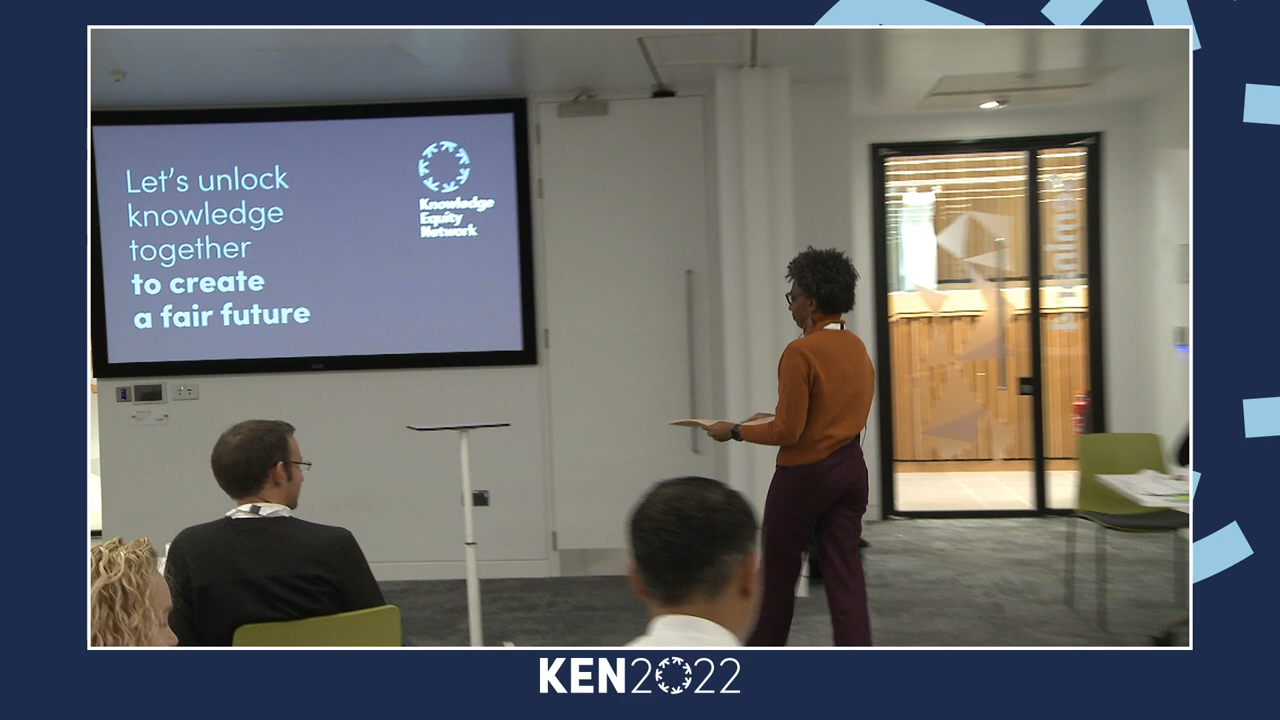 Let's unlock
knowledge
together
to create
a fair future
Knowledge
Equity
Network
KEN2022